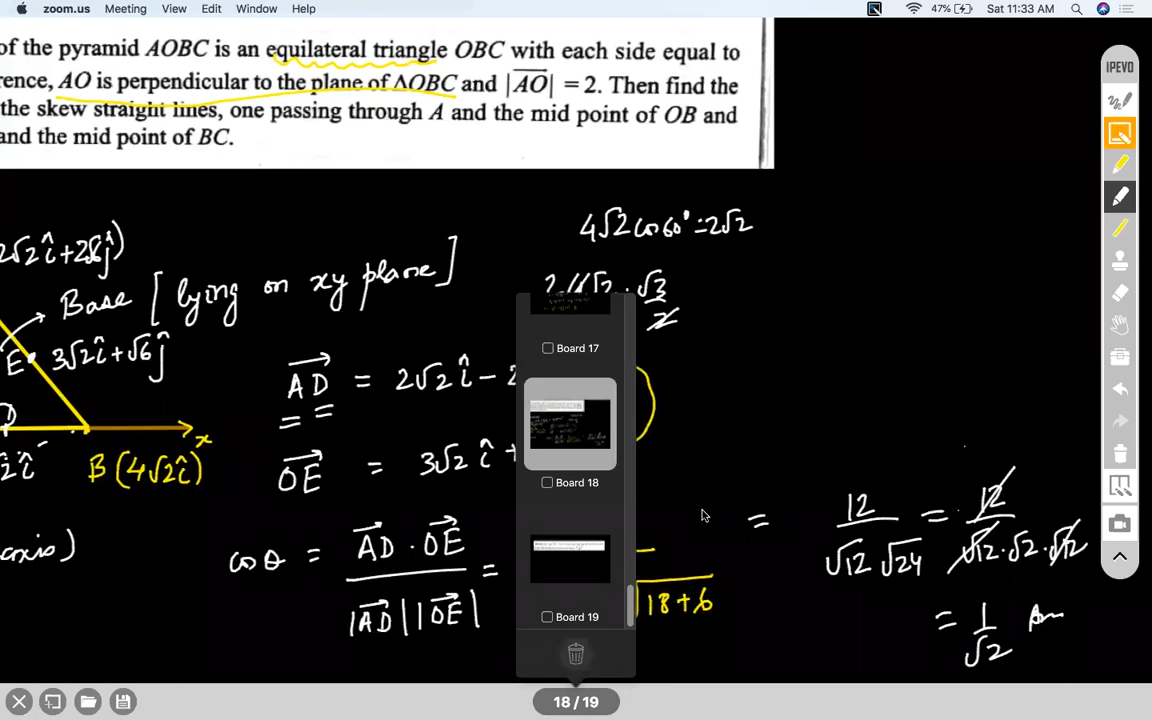 zoom.us Meeting View Edit Window Help 47% Sat 11:33 AM
of the pyramid AOBC is an equilateral triangle OBC with each side equal to
rence, AO is perpendicular to the plane of ΔOBC and |AO| = 2. Then find the
the skew straight lines, one passing through A and the mid point of OB and
and the mid point of BC.
IPEVO
4√2 cos60° = 2√2
Base [lying on xy plane]
E 3√2î + √6ĵ
AD = 2√2î - 2
x
B (4√2î)
OE = 3√2î +
axis)
cosθ = AD · OE / |AD||OE| =
18+6
= 12 / √12 √24 = 12 / √12 · √2 · √12
= 1 / √2 Ans
Board 17
Board 18
Board 19
18 / 19